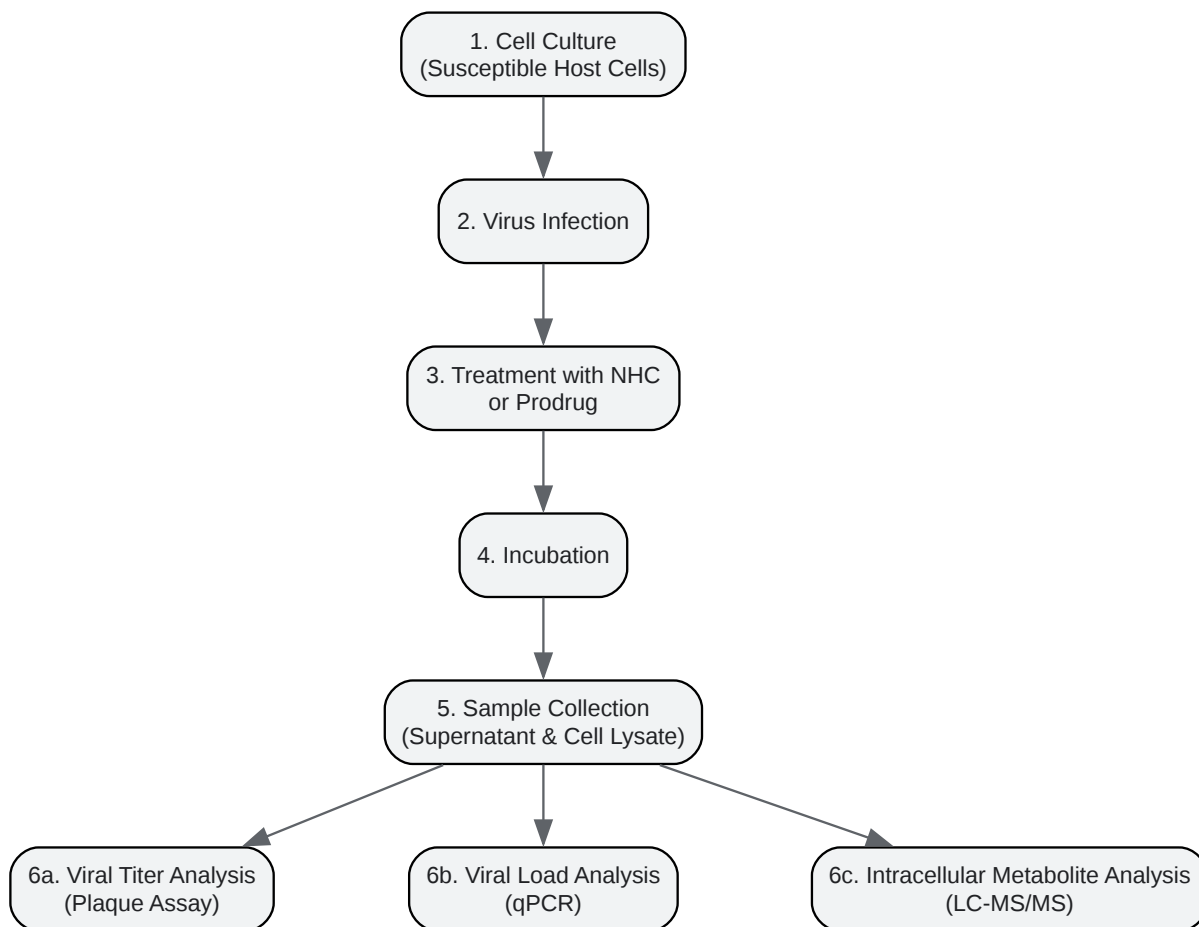 1. Cell Culture
(Susceptible Host Cells)
2. Virus Infection
3. Treatment with NHC
or Prodrug
4. Incubation
5. Sample Collection
(Supernatant & Cell Lysate)
6a. Viral Titer Analysis
(Plaque Assay)
6b. Viral Load Analysis
(qPCR)
6c. Intracellular Metabolite Analysis
(LC-MS/MS)